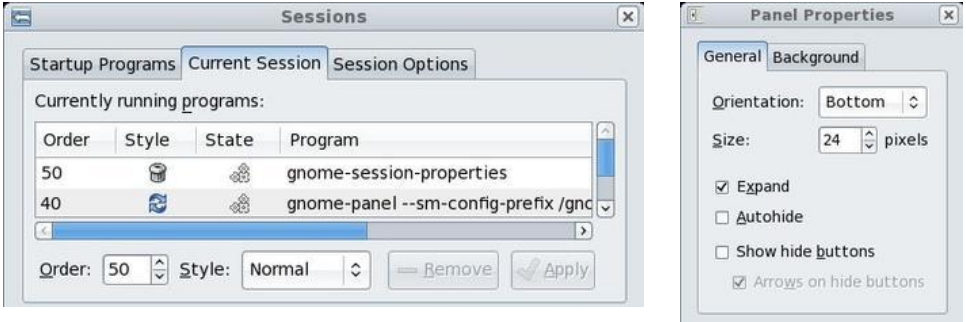 Sessions
Startup Programs Current Session Session Options
Currently running programs:
Order Style State Program
50 gnome-session-properties
40 gnome-panel --sm-config-prefix /gno
Order: 50 Style: Normal Remove Apply
Panel Properties
General Background
Orientation: Bottom
Size: 24 pixels
Expand
Autohide
Show hide buttons
Arrows on hide buttons